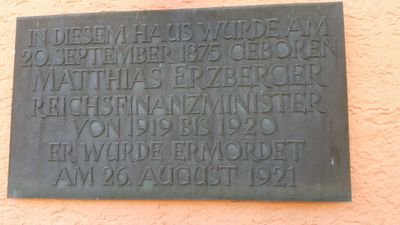 IN DIESEM HAUS WURDE AM
20. SEPTEMBER 1875 GEBOREN
MATTHIAS ERZBERGER
REICHSFINANZMINISTER
VON 1919 BIS 1920
ER WURDE ERMORDET
AM 26. AUGUST 1921